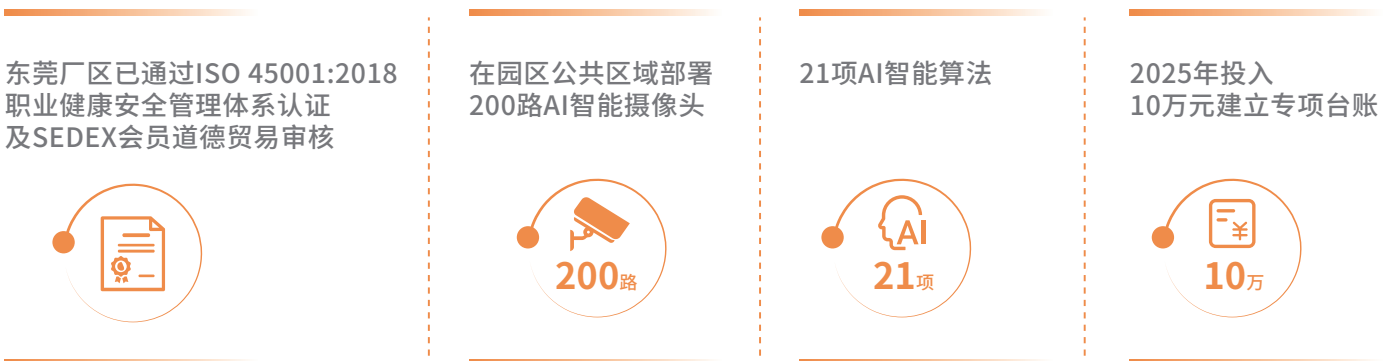 东莞厂区已通过ISO 45001:2018
职业健康安全管理体系认证
及SEDEX会员道德贸易审核
在园区公共区域部署
200路AI智能摄像头
200路
21项AI智能算法
AI
21项
2025年投入
10万元建立专项台账
¥
10万